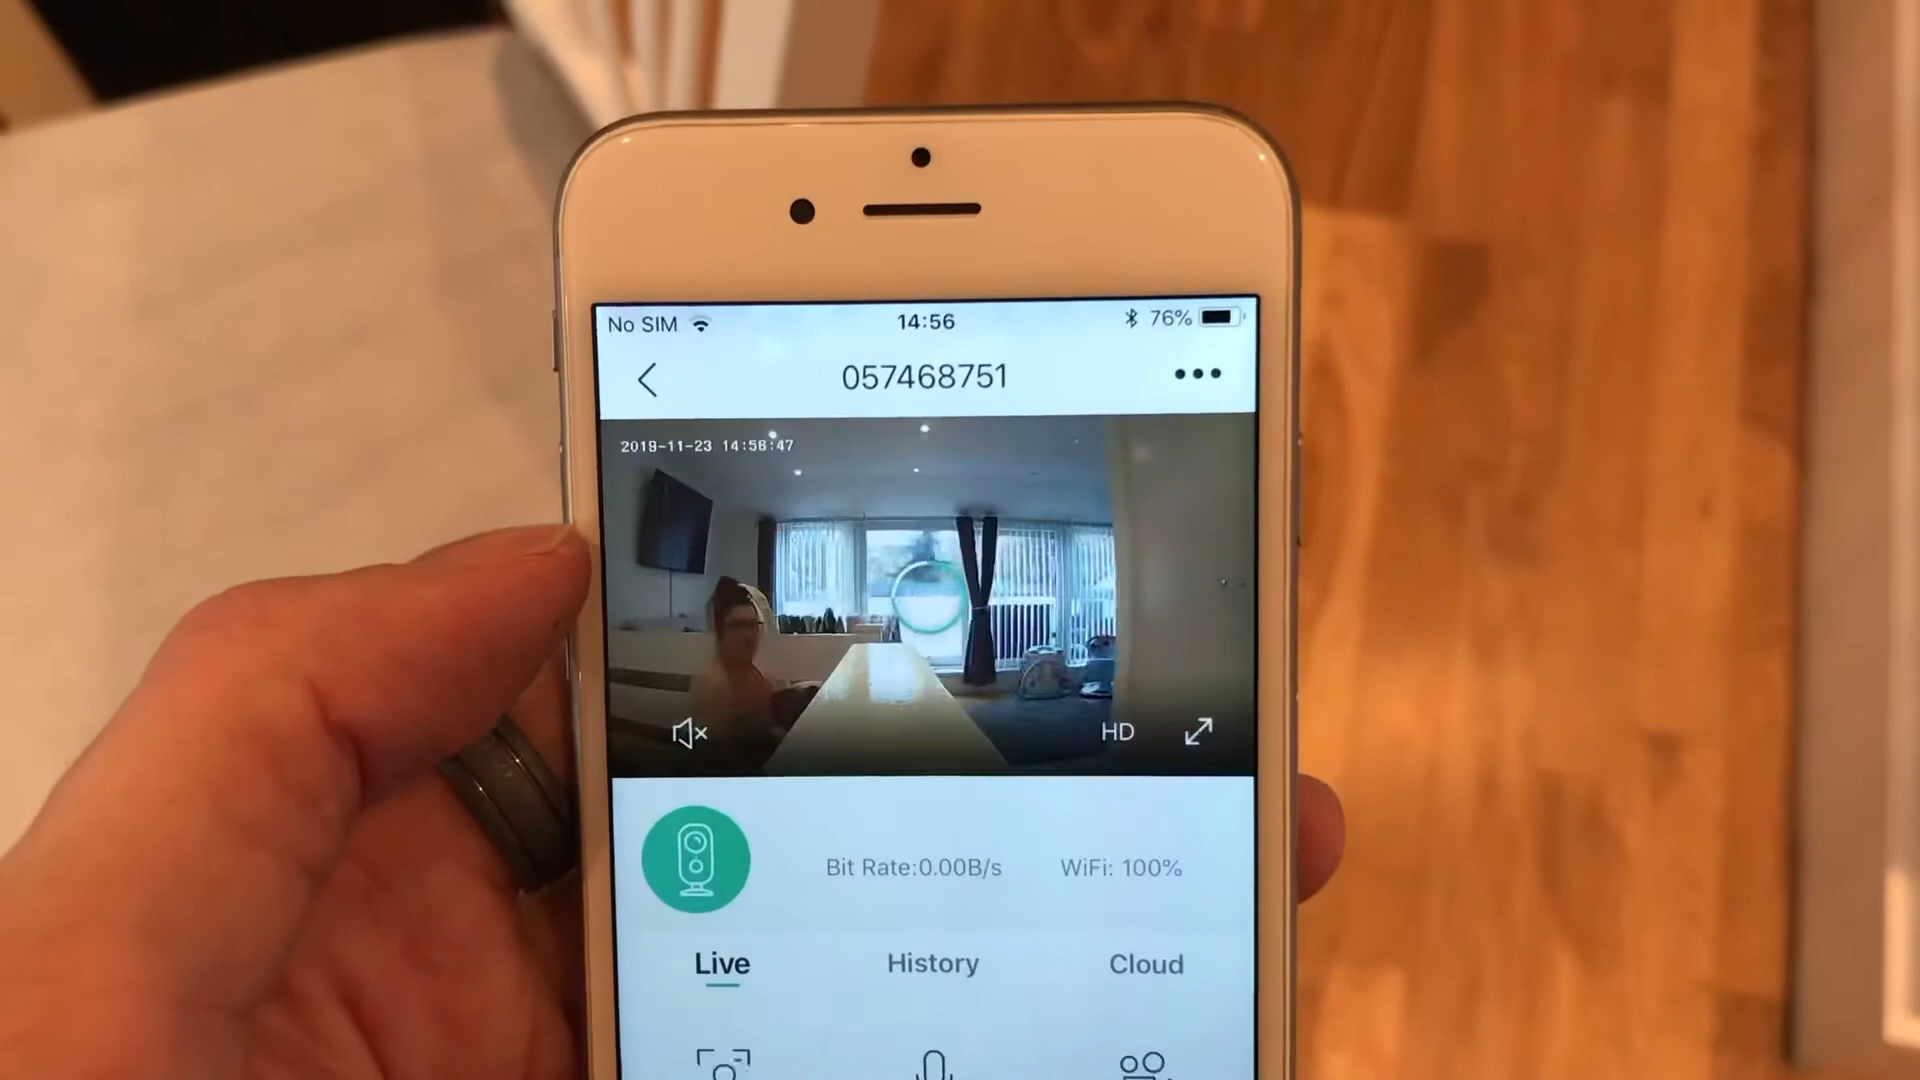 No SIM 14:56 76%
057468751
2019-11-23 14:56:47
HD
Bit Rate:0.00B/s WiFi: 100%
Live History Cloud